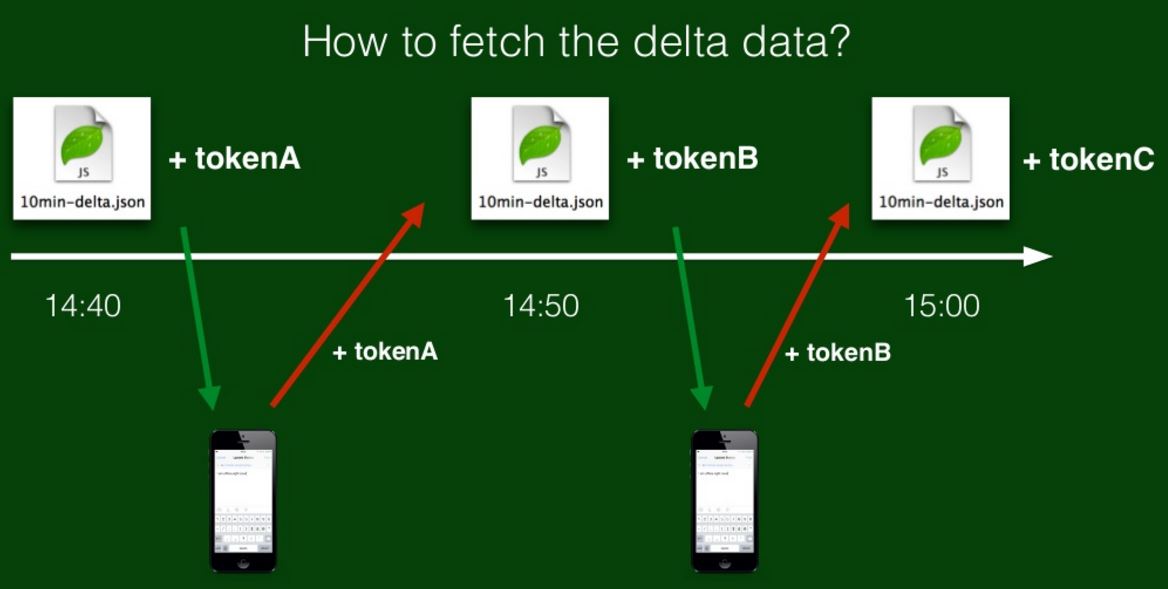 How to fetch the delta data?
JS
10min-delta.json
+ tokenA
JS
10min-delta.json
+ tokenB
JS
10min-delta.json
+ tokenC
14:40
14:50
15:00
+ tokenA
+ tokenB